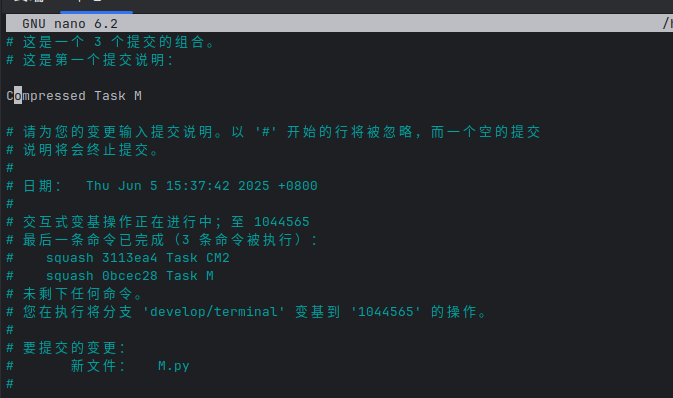 GNU nano 6.2
# 这是一个 3 个提交的组合。
# 这是第一个提交说明：
Compressed Task M
# 请为您的变更输入提交说明。以 '#' 开始的行将被忽略，而一个空的提交
# 说明将会终止提交。
#
# 日期：  Thu Jun 5 15:37:42 2025 +0800
#
# 交互式变基操作正在进行中；至 1044565
# 最后一条命令已完成（3 条命令被执行）：
#    squash 3113ea4 Task CM2
#    squash 0bcec28 Task M
# 未剩下任何命令。
# 您在执行将分支 'develop/terminal' 变基到 '1044565' 的操作。
#
# 要提交的变更：
#       新文件：   M.py
#